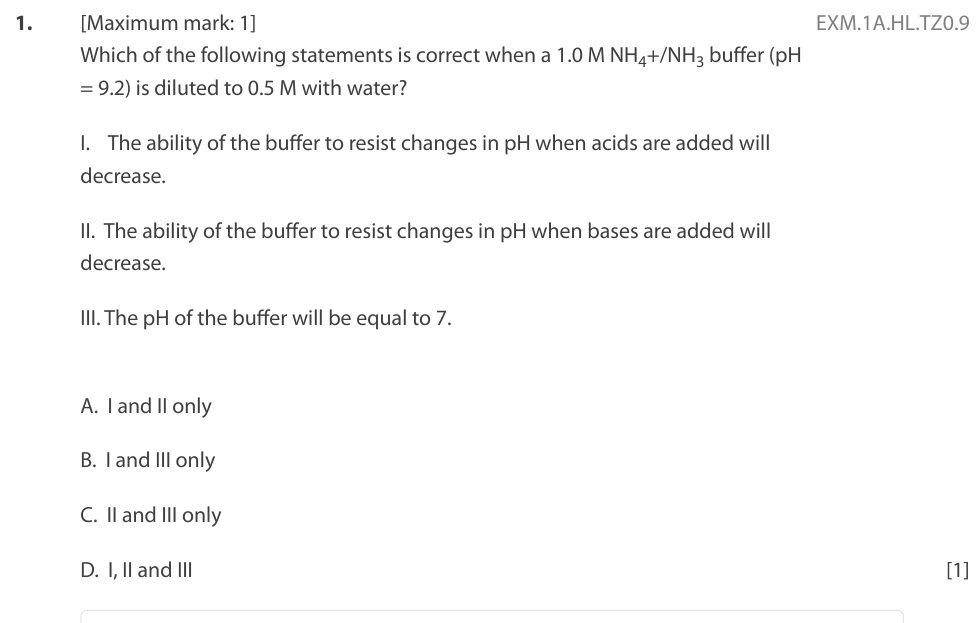 1. [Maximum mark: 1] EXM.1A.HL.TZ0.9
Which of the following statements is correct when a 1.0 M NH₄+/NH₃ buffer (pH
= 9.2) is diluted to 0.5 M with water?
I. The ability of the buffer to resist changes in pH when acids are added will
decrease.
II. The ability of the buffer to resist changes in pH when bases are added will
decrease.
III. The pH of the buffer will be equal to 7.
A. I and II only
B. I and III only
C. II and III only
D. I, II and III [1]